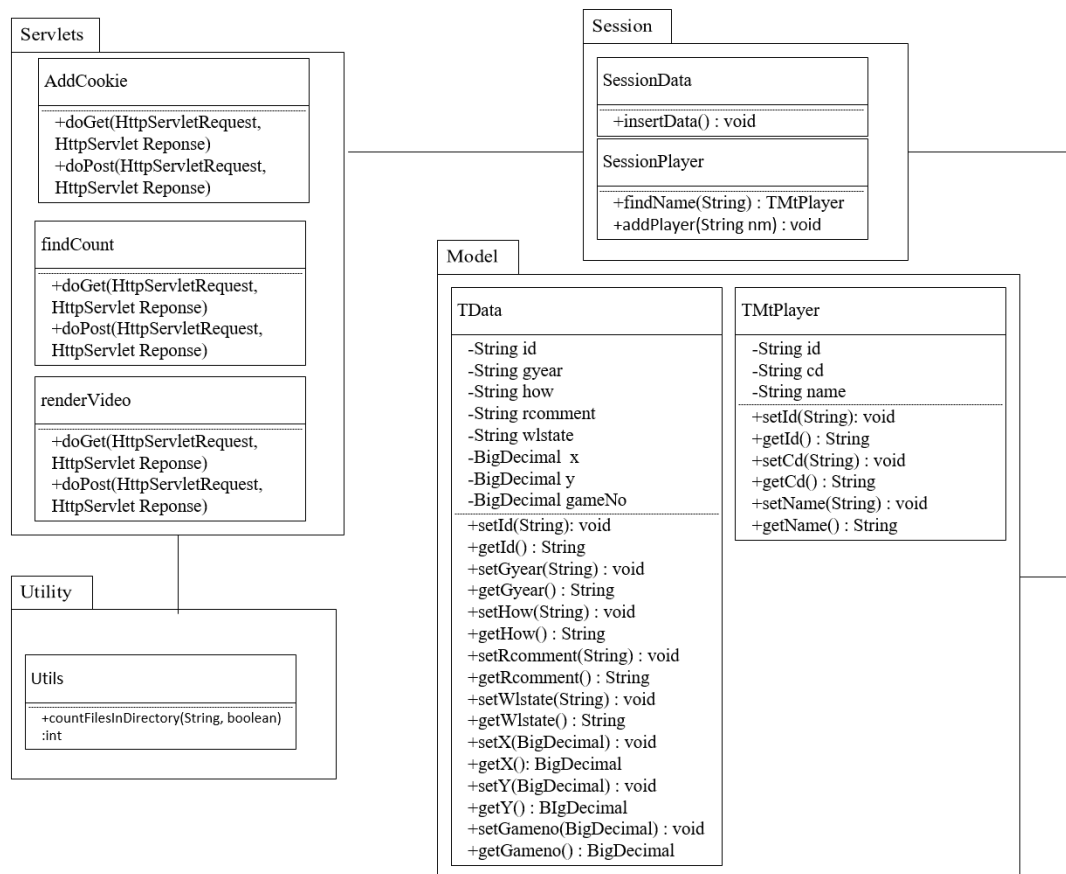 Servlets
AddCookie
+doGet(HttpServletRequest,
HttpServlet Reponse)
+doPost(HttpServletRequest,
HttpServlet Reponse)
findCount
+doGet(HttpServletRequest,
HttpServlet Reponse)
+doPost(HttpServletRequest,
HttpServlet Reponse)
renderVideo
+doGet(HttpServletRequest,
HttpServlet Reponse)
+doPost(HttpServletRequest,
HttpServlet Reponse)
Utility
Utils
+countFilesInDirectory(String, boolean)
:int
Session
SessionData
+insertData() : void
SessionPlayer
+findName(String) : TMtPlayer
+addPlayer(String nm) : void
Model
TData
-String id
-String gyear
-String how
-String rcomment
-String wlstate
-BigDecimal x
-BigDecimal y
-BigDecimal gameNo
+setId(String): void
+getId() : String
+setGyear(String) : void
+getGyear() : String
+setHow(String) : void
+getHow() : String
+setRcomment(String) : void
+getRcomment() : String
+setWlstate(String) : void
+getWlstate() : String
+setX(BigDecimal) : void
+getX(): BigDecimal
+setY(BigDecimal) : void
+getY() : BIgDecimal
+setGameno(BigDecimal) : void
+getGameno() : BigDecimal
TMtPlayer
-String id
-String cd
-String name
+setId(String): void
+getId() : String
+setCd(String) : void
+getCd() : String
+setName(String) : void
+getName() : String